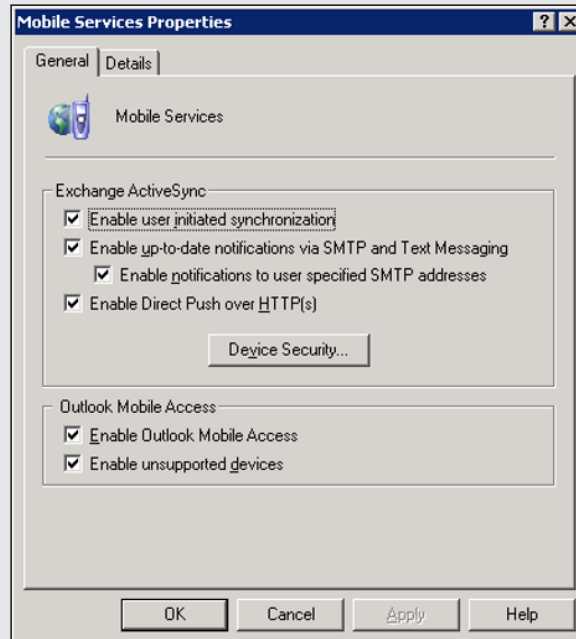 Mobile Services Properties
General
Details
Mobile Services
Exchange ActiveSync
Enable user initiated synchronization
Enable up-to-date notifications via SMTP and Text Messaging
Enable notifications to user specified SMTP addresses
Enable Direct Push over HTTP(s)
Device Security...
Outlook Mobile Access
Enable Outlook Mobile Access
Enable unsupported devices
OK
Cancel
Apply
Help